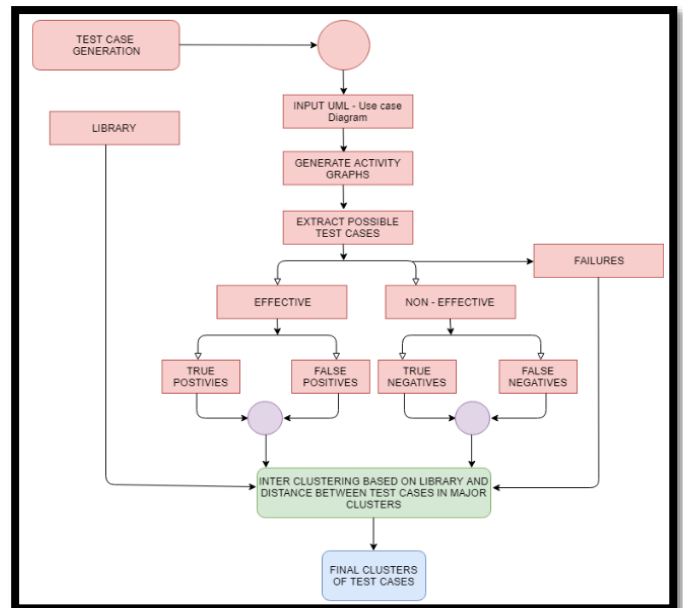 TEST CASE
GENERATION
INPUT UML - Use case
Diagram
LIBRARY
GENERATE ACTIVITY
GRAPHS
EXTRACT POSSIBLE
TEST CASES
FAILURES
EFFECTIVE
NON - EFFECTIVE
TRUE
POSTIVIES
FALSE
POSITIVES
TRUE
NEGATIVES
FALSE
NEGATIVES
INTER CLUSTERING BASED ON LIBRARY AND
DISTANCE BETWEEN TEST CASES IN MAJOR
CLUSTERS
FINAL CLUSTERS
OF TEST CASES